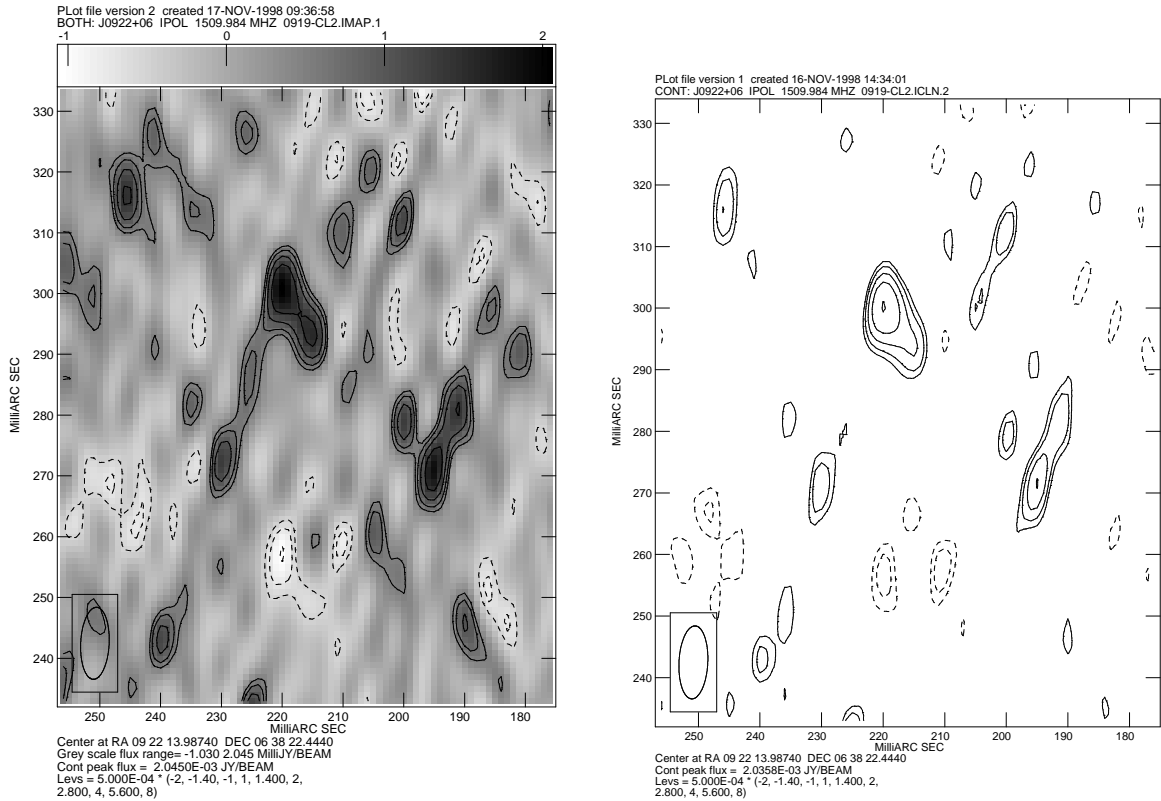 PLot file version 2 created 17-NOV-1998 09:36:58
BOTH: J0922+06 IPOL 1509.984 MHZ 0919-CL2.IMAP.1
-1 0 1 2
330
320
310
300
290
280
270
260
250
240
MilliARC SEC
250 240 230 220 210 200 190 180
MilliARC SEC
Center at RA 09 22 13.98740 DEC 06 38 22.4440
Grey scale flux range= -1.030 2.045 MilliJY/BEAM
Cont peak flux = 2.0450E-03 JY/BEAM
Levs = 5.000E-04 * (-2, -1.40, -1, 1, 1.400, 2,
2.800, 4, 5.600, 8)
PLot file version 1 created 16-NOV-1998 14:34:01
CONT: J0922+06 IPOL 1509.984 MHZ 0919-CL2.ICLN.2
330
320
310
300
290
280
270
260
250
240
MilliARC SEC
250 240 230 220 210 200 190 180
MilliARC SEC
Center at RA 09 22 13.98740 DEC 06 38 22.4440
Cont peak flux = 2.0358E-03 JY/BEAM
Levs = 5.000E-04 * (-2, -1.40, -1, 1, 1.400, 2,
2.800, 4, 5.600, 8)